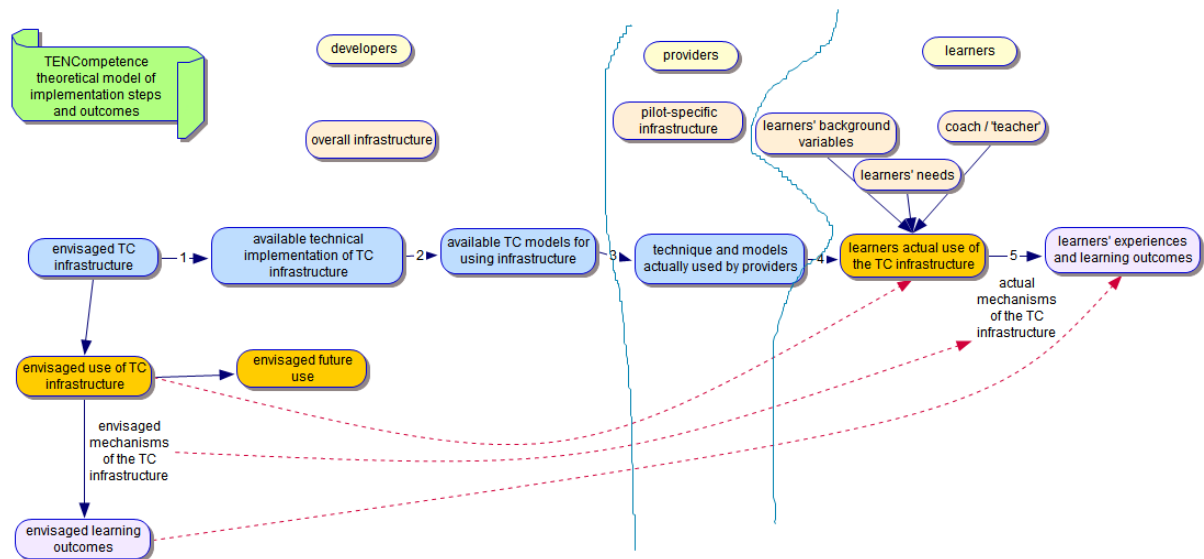 TENCompetence
theoretical model of
implementation steps
and outcomes
developers
providers
learners
overall infrastructure
pilot-specific
infrastructure
learners' background
variables
coach / 'teacher'
learners' needs
envisaged TC
infrastructure
1
available technical
implementation of TC
infrastructure
2
available TC models for
using infrastructure
3
technique and models
actually used by providers
4
learners actual use of
the TC infrastructure
5
learners' experiences
and learning outcomes
actual
mechanisms
of the TC
infrastructure
envisaged use of TC
infrastructure
envisaged future
use
envisaged
mechanisms
of the TC
infrastructure
envisaged learning
outcomes